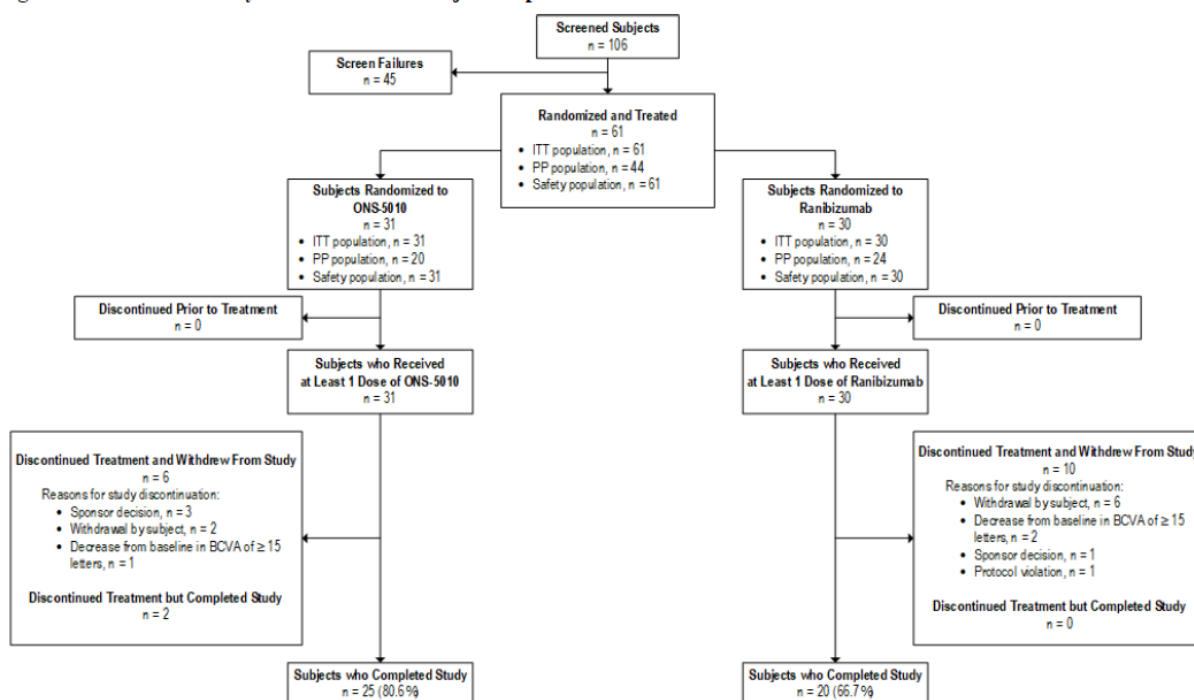 Screened Subjects
n = 106
Screen Failures
n = 45
Randomized and Treated
n = 61
• ITT population, n = 61
• PP population, n = 44
• Safety population, n = 61
Subjects Randomized to
ONS-5010
n = 31
• ITT population, n = 31
• PP population, n = 20
• Safety population, n = 31
Subjects Randomized to
Ranibizumab
n = 30
• ITT population, n = 30
• PP population, n = 24
• Safety population, n = 30
Discontinued Prior to Treatment
n = 0
Discontinued Prior to Treatment
n = 0
Subjects who Received
at Least 1 Dose of ONS-5010
n = 31
Subjects who Received
at Least 1 Dose of Ranibizumab
n = 30
Discontinued Treatment and Withdrew From Study
n = 6
Reasons for study discontinuation:
• Sponsor decision, n = 3
• Withdrawal by subject, n = 2
• Decrease from baseline in BCVA of ≥ 15
letters, n = 1
Discontinued Treatment but Completed Study
n = 2
Discontinued Treatment and Withdrew From Study
n = 10
Reasons for study discontinuation:
• Withdrawal by subject, n = 6
• Decrease from baseline in BCVA of ≥ 15
letters, n = 2
• Sponsor decision, n = 1
• Protocol violation, n = 1
Discontinued Treatment but Completed Study
n = 0
Subjects who Completed Study
n = 25 (80.6%)
Subjects who Completed Study
n = 20 (66.7%)